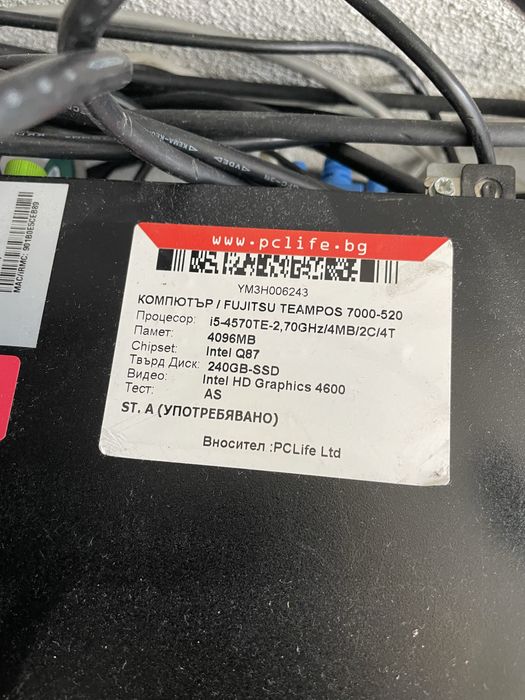 www.pclife.bg
YM3H006243
КОМПЮТЪР / FUJITSU TEAMPOS 7000-520
Процесор: i5-4570TE-2,70GHz/4MB/2C/4T
Памет: 4096MB
Chipset: Intel Q87
Твърд Диск: 240GB-SSD
Видео: Intel HD Graphics 4600
Тест: AS
ST. A (УПОТРЕБЯВАНО)
Вносител :PCLife Ltd